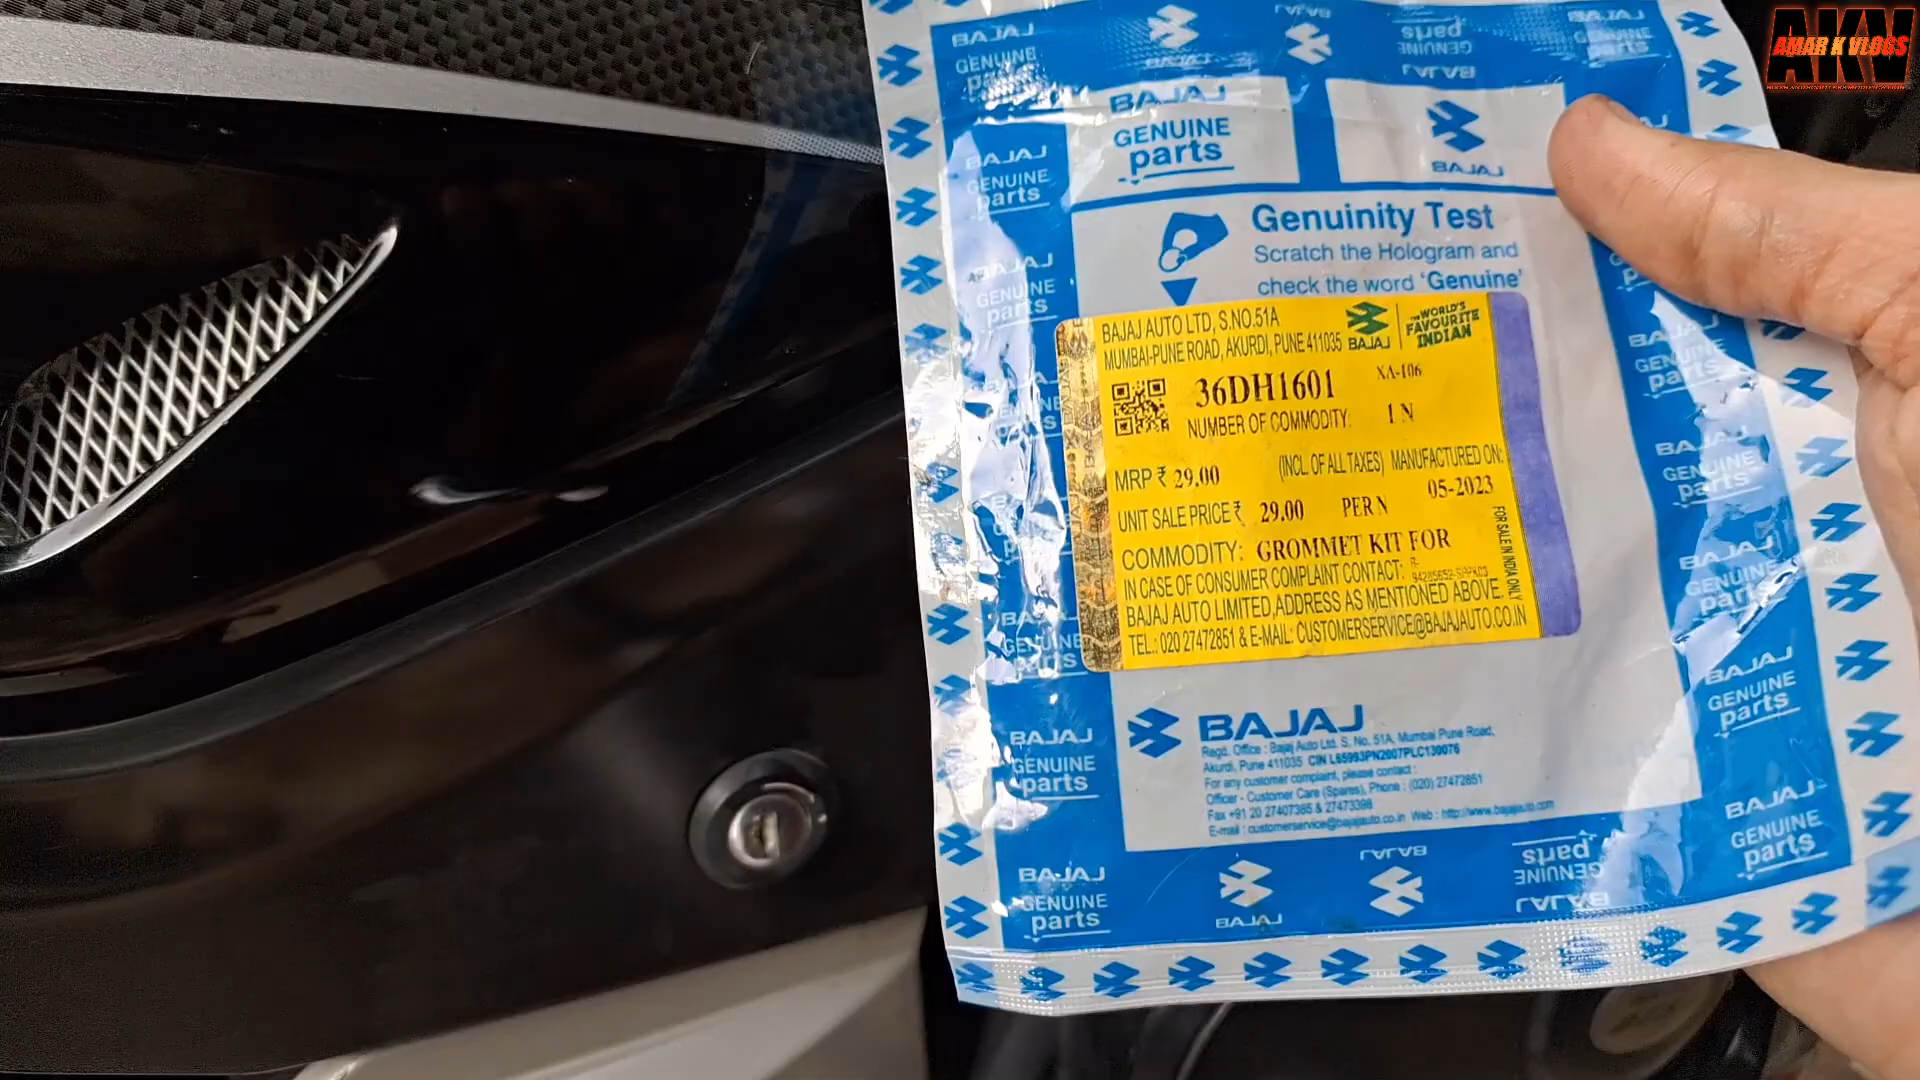 AKV
AMAR K VLOGS
BAJAJ
GENUINE
parts
BAJAJ
GENUINE
parts
BAJAJ
Genuinity Test
Scratch the Hologram and
check the word 'Genuine'
BAJAJ AUTO LTD, S.NO.51A
MUMBAI-PUNE ROAD, AKURDI, PUNE 411035
BAJAJ
THE WORLD'S
FAVOURITE
INDIAN
36DH1601
XA-106
NUMBER OF COMMODITY: 1 N
MRP ₹ 29.00 (INCL. OF ALL TAXES) MANUFACTURED ON:
05-2023
UNIT SALE PRICE ₹ 29.00 PER N
COMMODITY: GROMMET KIT FOR
IN CASE OF CONSUMER COMPLAINT CONTACT:
BAJAJ AUTO LIMITED,ADDRESS AS MENTIONED ABOVE,
TEL.: 020 27472851 & E-MAIL: CUSTOMERSERVICE@BAJAJAUTO.CO.IN
FOR SALE IN INDIA ONLY
BAJAJ
Regd. Office : Bajaj Auto Ltd. S. No. 51A, Mumbai Pune Road,
Akurdi, Pune 411035 CIN L65993PN2007PLC130076
For any customer complaint, please contact :
Officer - Customer Care (Spares), Phone : (020) 27472851
Fax +91 20 27407385 & 27473398
E-mail : customerservice@bajajauto.co.in Web : http://www.bajajauto.com
BAJAJ
GENUINE
parts
BAJAJ
GENUINE
parts
BAJAJ
GENUINE
parts
BAJAJ
GENUINE
parts
BAJAJ
GENUINE
parts